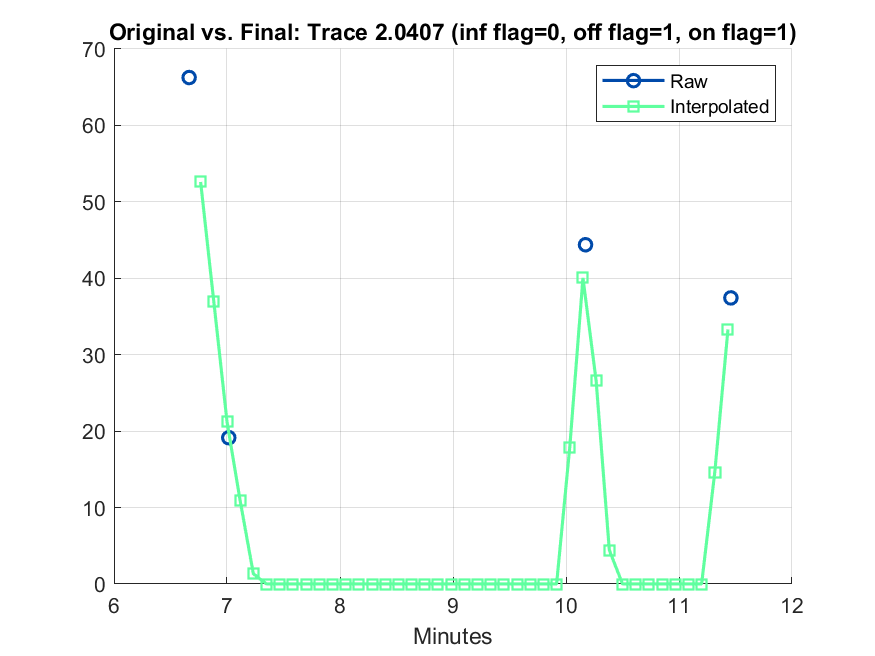 Original vs. Final: Trace 2.0407 (inf flag=0, off flag=1, on flag=1)
70
60
50
40
30
20
10
0
Raw
Interpolated
6 7 8 9 10 11 12
Minutes